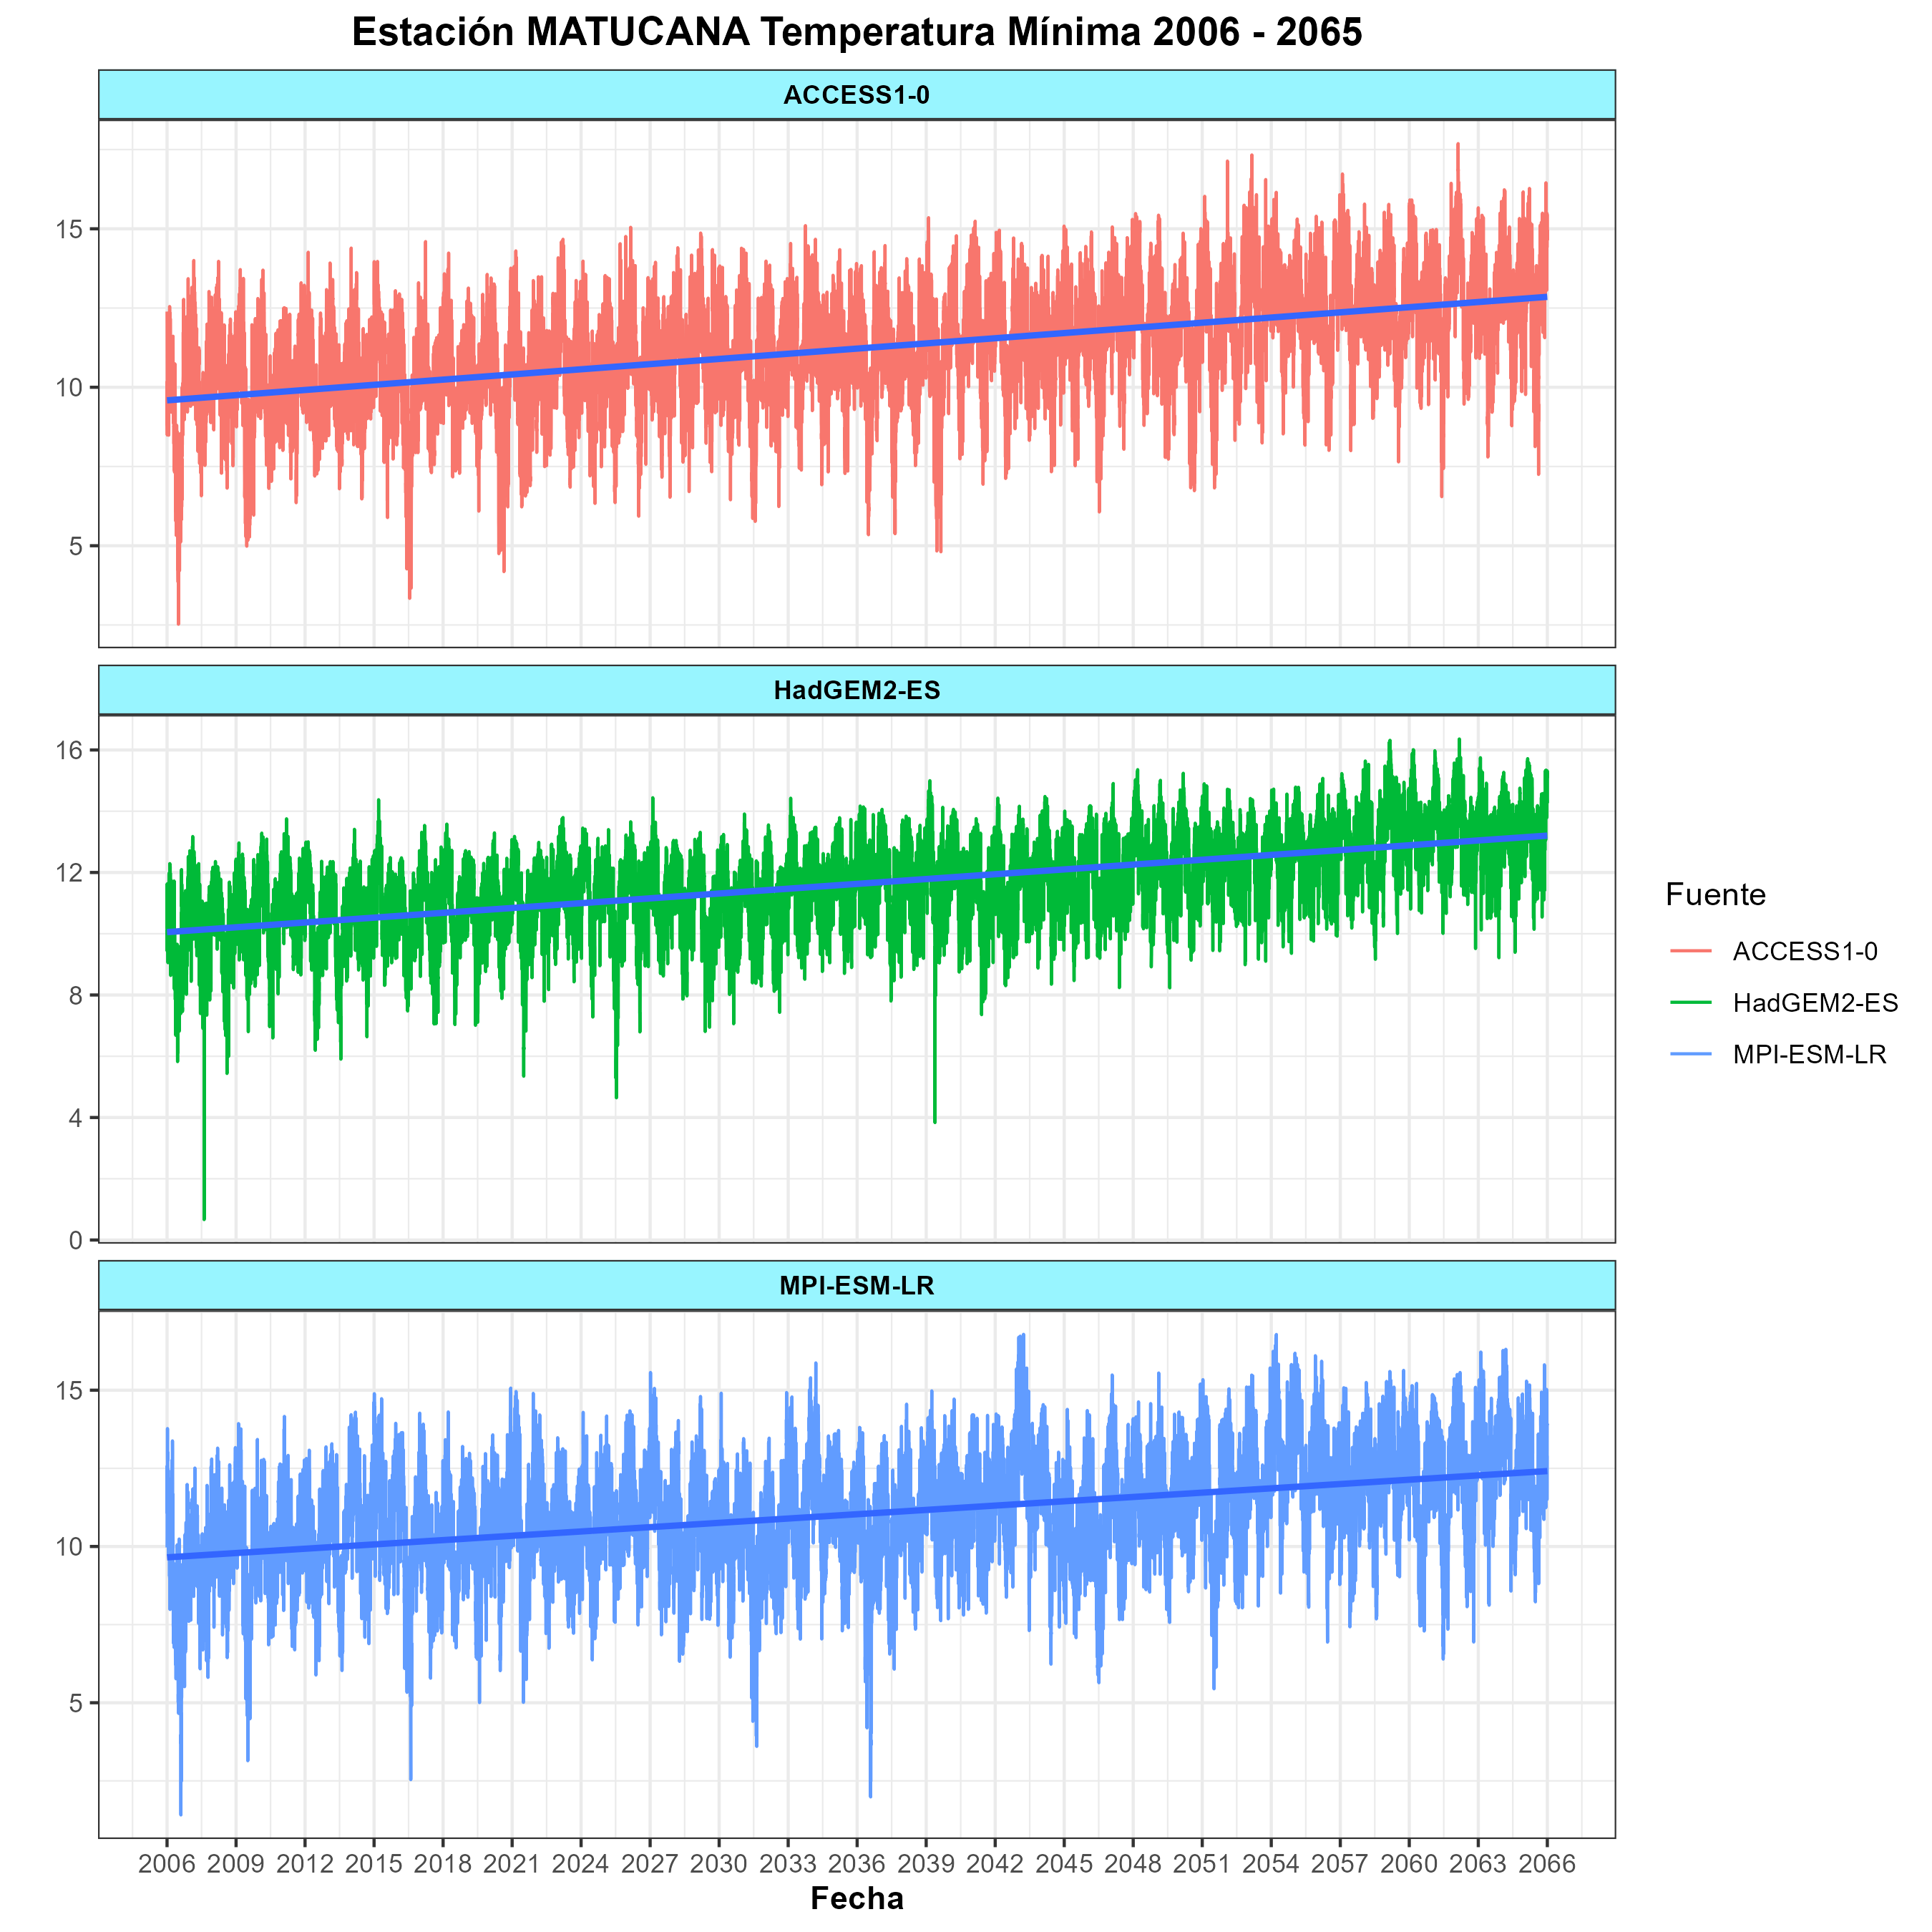 Estación MATUCANA Temperatura Mínima 2006 - 2065
ACCESS1-0
15
10
5
HadGEM2-ES
16
12
8
4
0
MPI-ESM-LR
15
10
5
2006 2009 2012 2015 2018 2021 2024 2027 2030 2033 2036 2039 2042 2045 2048 2051 2054 2057 2060 2063 2066
Fecha
Fuente
ACCESS1-0
HadGEM2-ES
MPI-ESM-LR